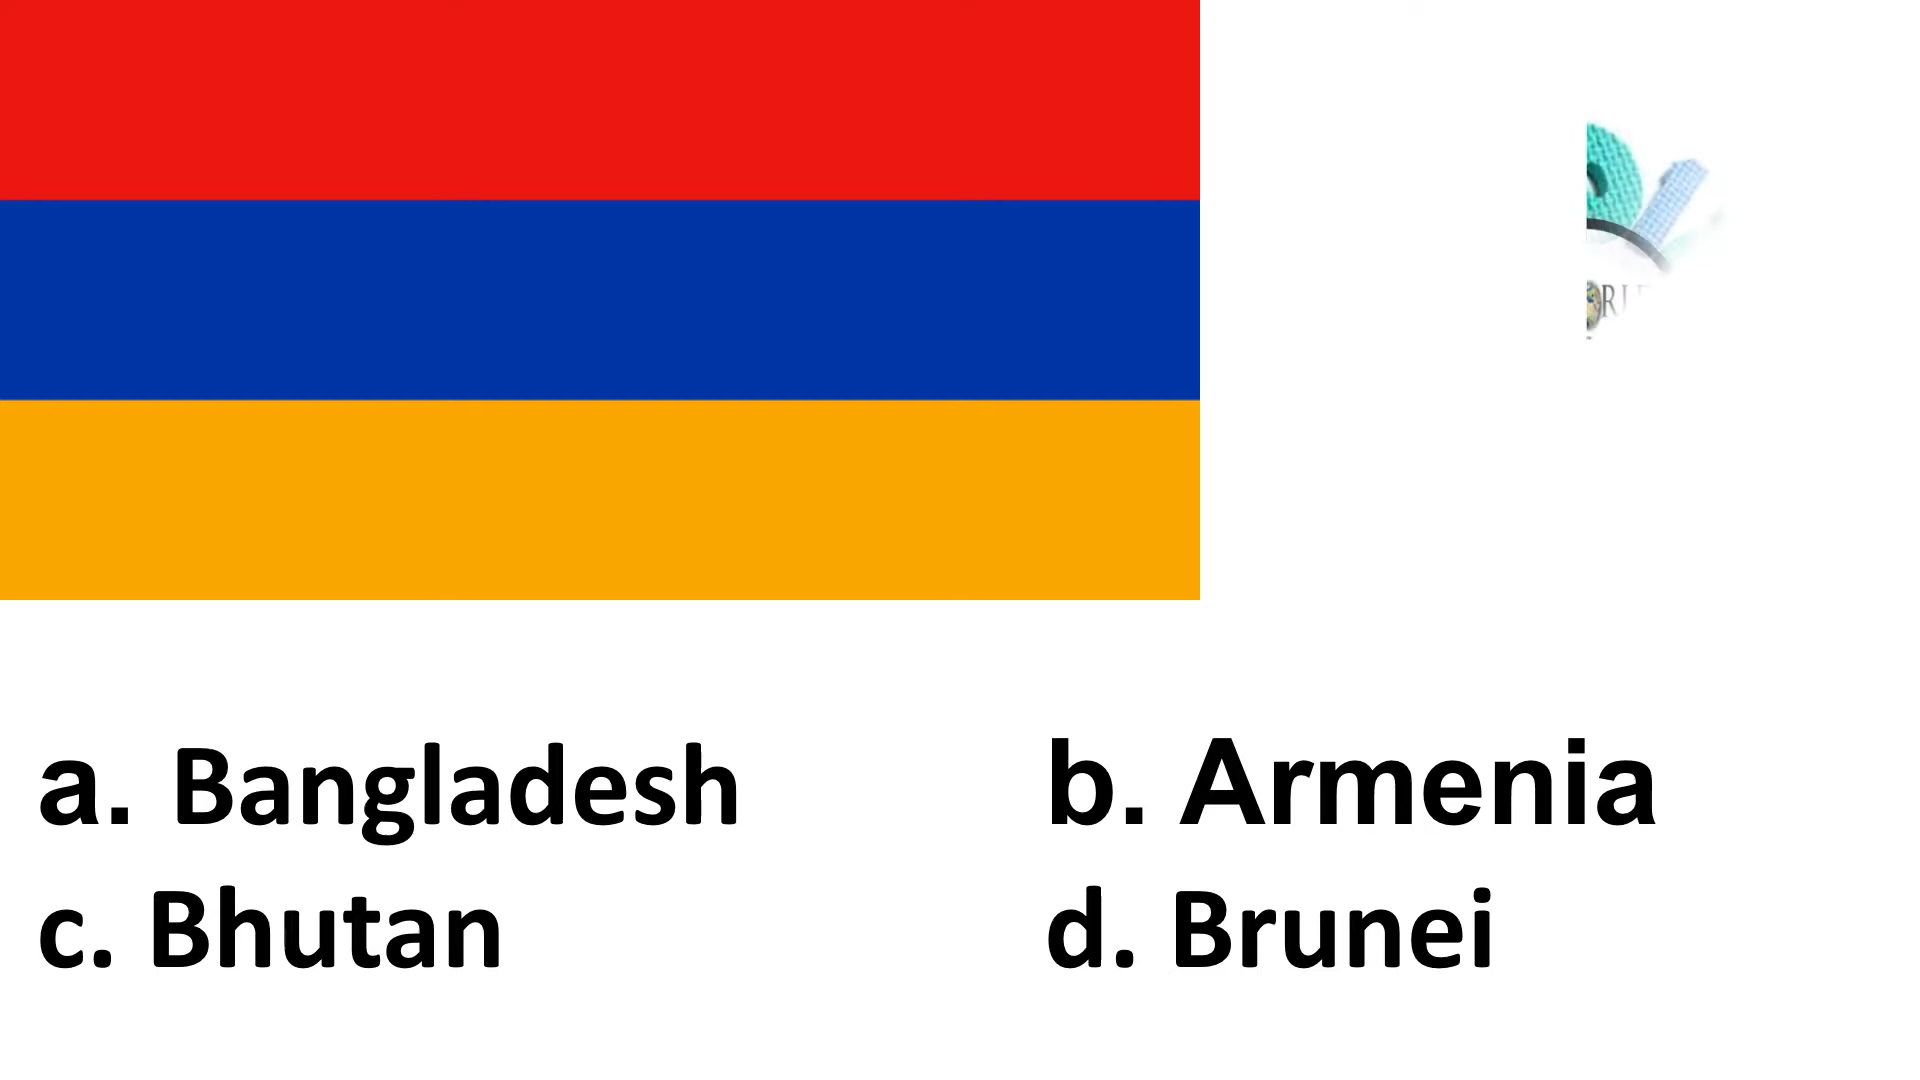 a. Bangladesh
b. Armenia
c. Bhutan
d. Brunei